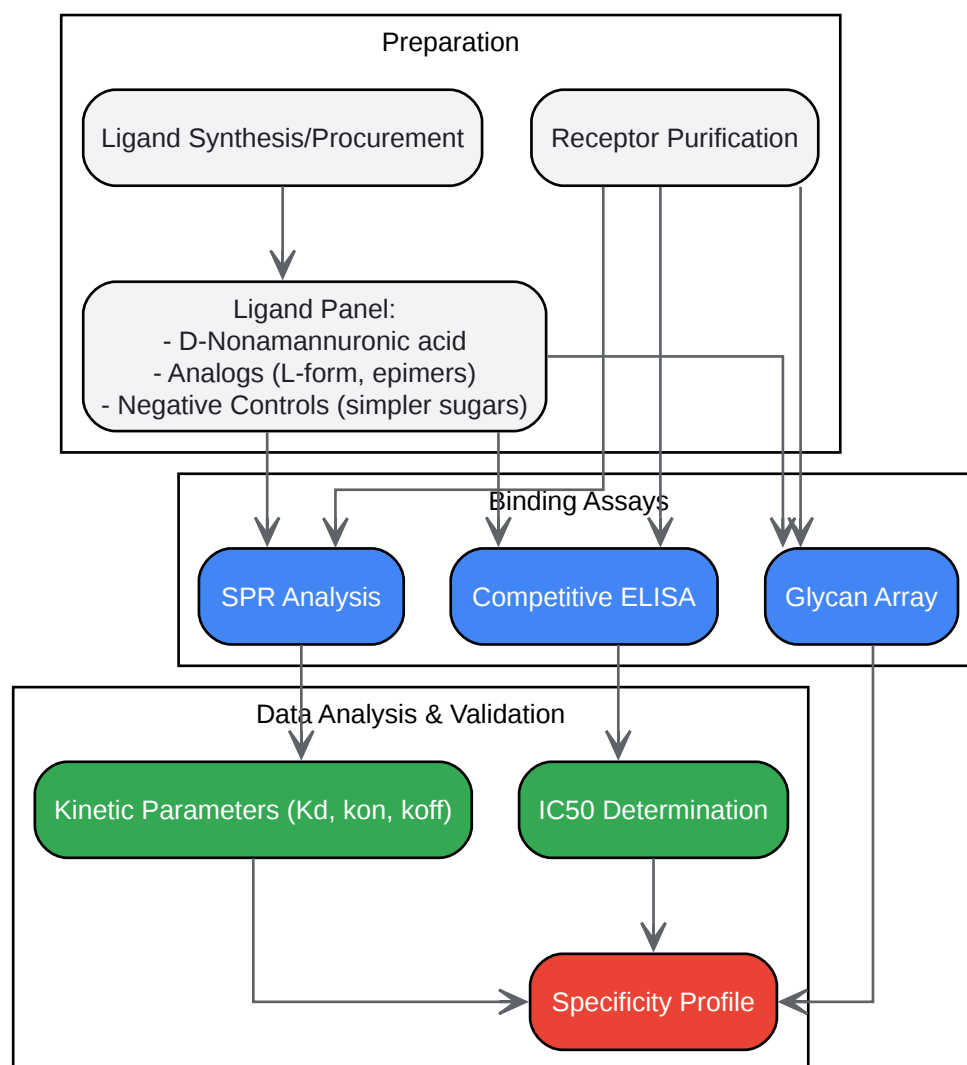 Preparation
Ligand Synthesis/Procurement
Receptor Purification
Ligand Panel:
- D-Nonamannuronic acid
- Analogs (L-form, epimers)
- Negative Controls (simpler sugars)
Binding Assays
SPR Analysis
Competitive ELISA
Glycan Array
Data Analysis & Validation
Kinetic Parameters (Kd, kon, koff)
IC50 Determination
Specificity Profile